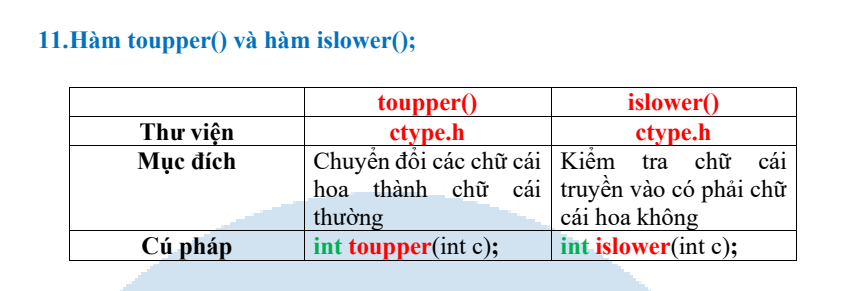 11.Hàm toupper() và hàm islower();
toupper() islower()
Thư viện ctype.h ctype.h
Mục đích Chuyển đổi các chữ cái Kiểm tra chữ cái
hoa thành chữ cái truyền vào có phải chữ
thường cái hoa không
Cú pháp int toupper(int c); int islower(int c);